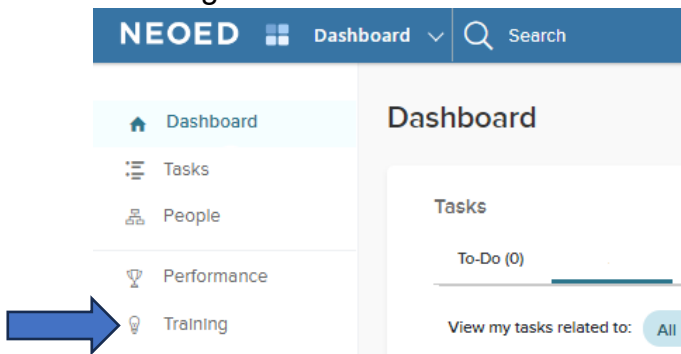 NEOED Dashboard Search
Dashboard
Tasks
People
Performance
Training
Dashboard
Tasks
To-Do (0)
View my tasks related to: All